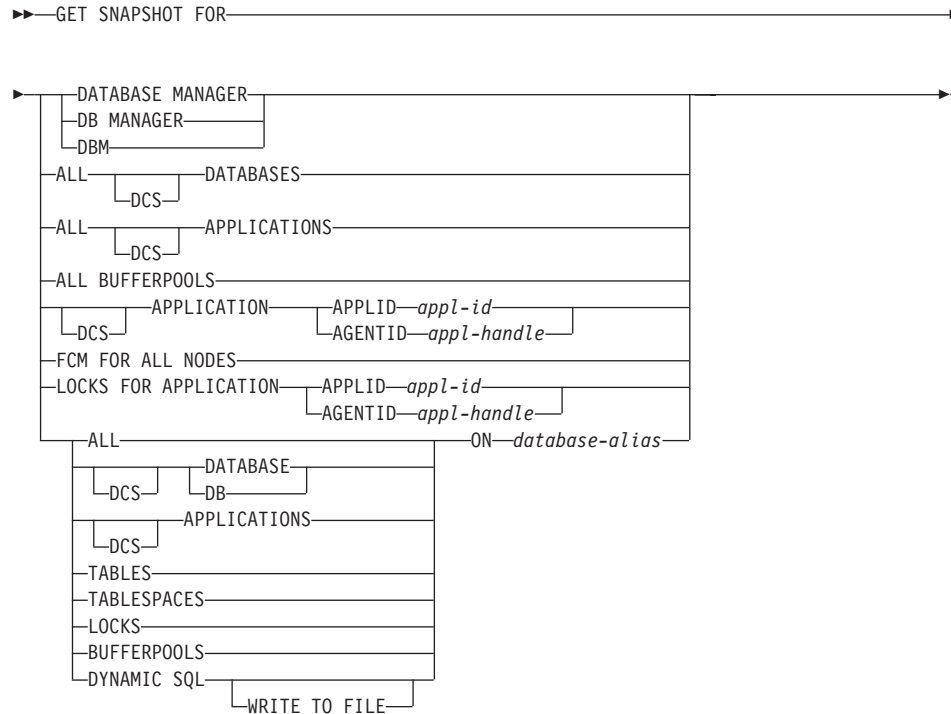 GET SNAPSHOT FOR
DATABASE MANAGER
DB MANAGER
DBM
ALL DATABASES
DCS
ALL APPLICATIONS
DCS
ALL BUFFERPOOLS
APPLICATION APPLID appl-id
DCS AGENTID appl-handle
FCM FOR ALL NODES
LOCKS FOR APPLICATION APPLID appl-id
AGENTID appl-handle
ALL ON database-alias
DATABASE
DCS DB
APPLICATIONS
DCS
TABLES
TABLESPACES
LOCKS
BUFFERPOOLS
DYNAMIC SQL
WRITE TO FILE